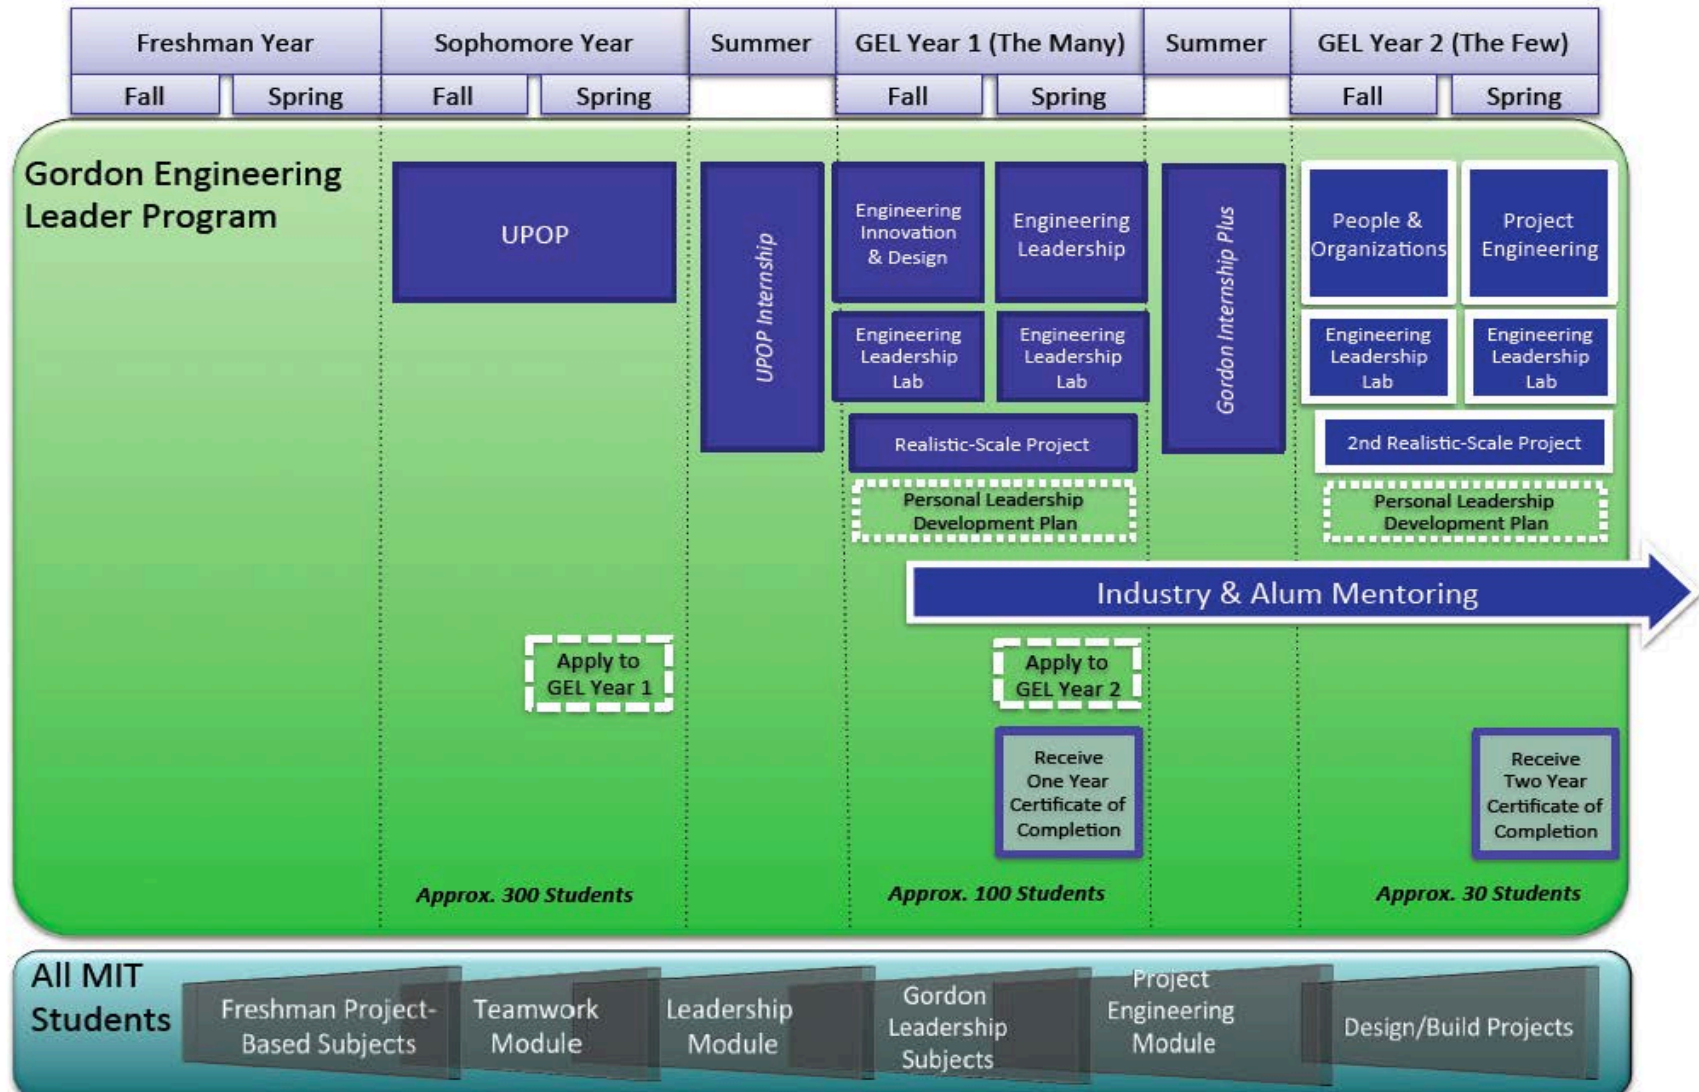 Freshman Year
Sophomore Year
Summer
GEL Year 1 (The Many)
Summer
GEL Year 2 (The Few)
Fall
Spring
Fall
Spring
Fall
Spring
Fall
Spring
Gordon Engineering
Leader Program
UPOP
UPOP Internship
Engineering
Innovation
& Design
Engineering
Leadership
Gordon Internship Plus
People &
Organizations
Project
Engineering
Engineering
Leadership
Lab
Engineering
Leadership
Lab
Engineering
Leadership
Lab
Engineering
Leadership
Lab
Realistic-Scale Project
2nd Realistic-Scale Project
Personal Leadership
Development Plan
Personal Leadership
Development Plan
Industry & Alum Mentoring
Apply to
GEL Year 1
Apply to
GEL Year 2
Receive
One Year
Certificate of
Completion
Receive
Two Year
Certificate of
Completion
Approx. 300 Students
Approx. 100 Students
Approx. 30 Students
All MIT
Students
Freshman Project-
Based Subjects
Teamwork
Module
Leadership
Module
Gordon
Leadership
Subjects
Project
Engineering
Module
Design/Build Projects